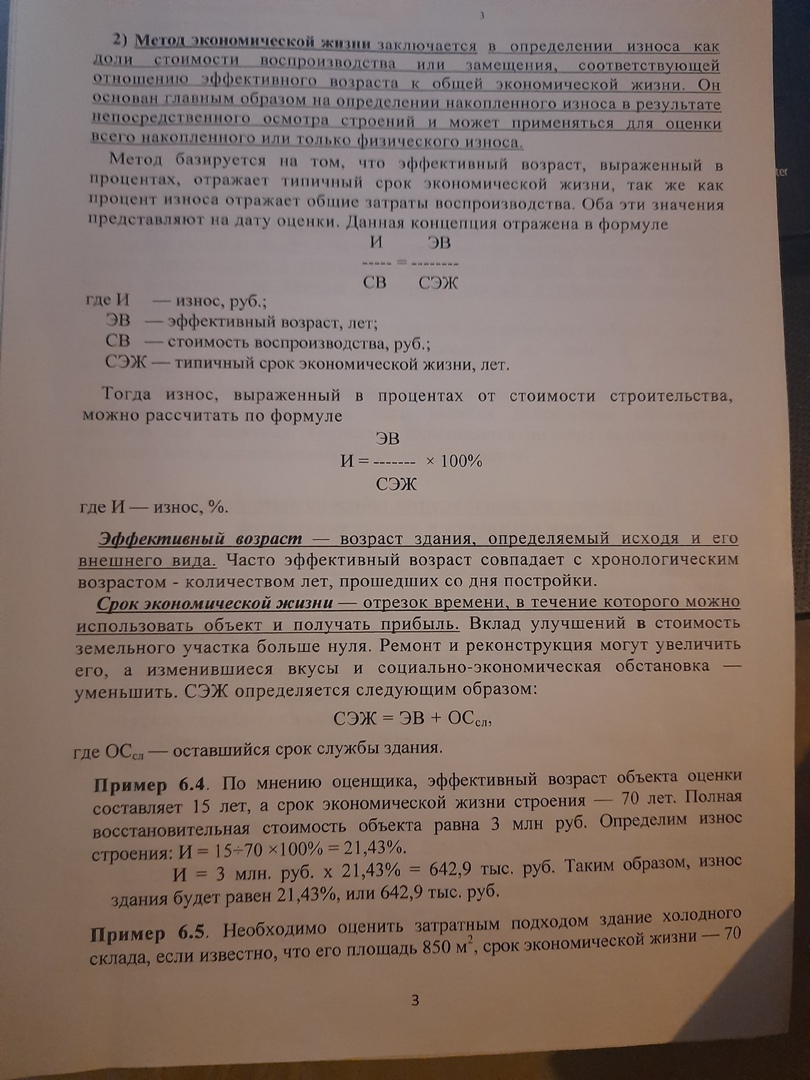 3
2) Метод экономической жизни заключается в определении износа как
доли стоимости воспроизводства или замещения, соответствующей
отношению эффективного возраста к общей экономической жизни. Он
основан главным образом на определении накопленного износа в результате
непосредственного осмотра строений и может применяться для оценки
всего накопленного или только физического износа.
Метод базируется на том, что эффективный возраст, выраженный в
процентах, отражает типичный срок экономической жизни, так же как
процент износа отражает общие затраты воспроизводства. Оба эти значения
представляют на дату оценки. Данная концепция отражена в формуле
И ЭВ
----- = --------
СВ СЭЖ
где И — износ, руб.;
ЭВ — эффективный возраст, лет;
СВ — стоимость воспроизводства, руб.;
СЭЖ — типичный срок экономической жизни, лет.
Тогда износ, выраженный в процентах от стоимости строительства,
можно рассчитать по формуле
ЭВ
И = ------- × 100%
СЭЖ
где И — износ, %.
Эффективный возраст — возраст здания, определяемый исходя и его
внешнего вида. Часто эффективный возраст совпадает с хронологическим
возрастом - количеством лет, прошедших со дня постройки.
Срок экономической жизни — отрезок времени, в течение которого можно
использовать объект и получать прибыль. Вклад улучшений в стоимость
земельного участка больше нуля. Ремонт и реконструкция могут увеличить
его, а изменившиеся вкусы и социально-экономическая обстановка —
уменьшить. СЭЖ определяется следующим образом:
СЭЖ = ЭВ + ОСсл,
где ОСсл — оставшийся срок службы здания.
Пример 6.4. По мнению оценщика, эффективный возраст объекта оценки
составляет 15 лет, а срок экономической жизни строения — 70 лет. Полная
восстановительная стоимость объекта равна 3 млн руб. Определим износ
строения: И = 15÷70 ×100% = 21,43%.
И = 3 млн. руб. х 21,43% = 642,9 тыс. руб. Таким образом, износ
здания будет равен 21,43%, или 642,9 тыс. руб.
Пример 6.5. Необходимо оценить затратным подходом здание холодного
склада, если известно, что его площадь 850 м², срок экономической жизни — 70
3